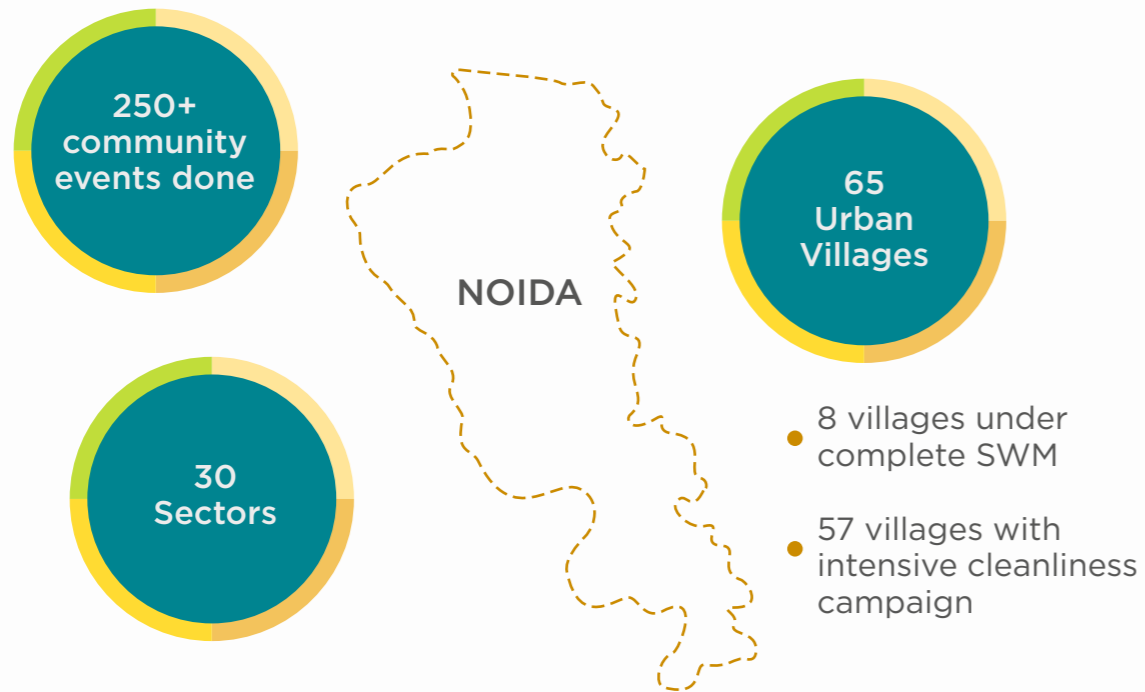 250+
community
events done
NOIDA
65
Urban
Villages
30
Sectors
8 villages under
complete SWM
57 villages with
intensive cleanliness
campaign